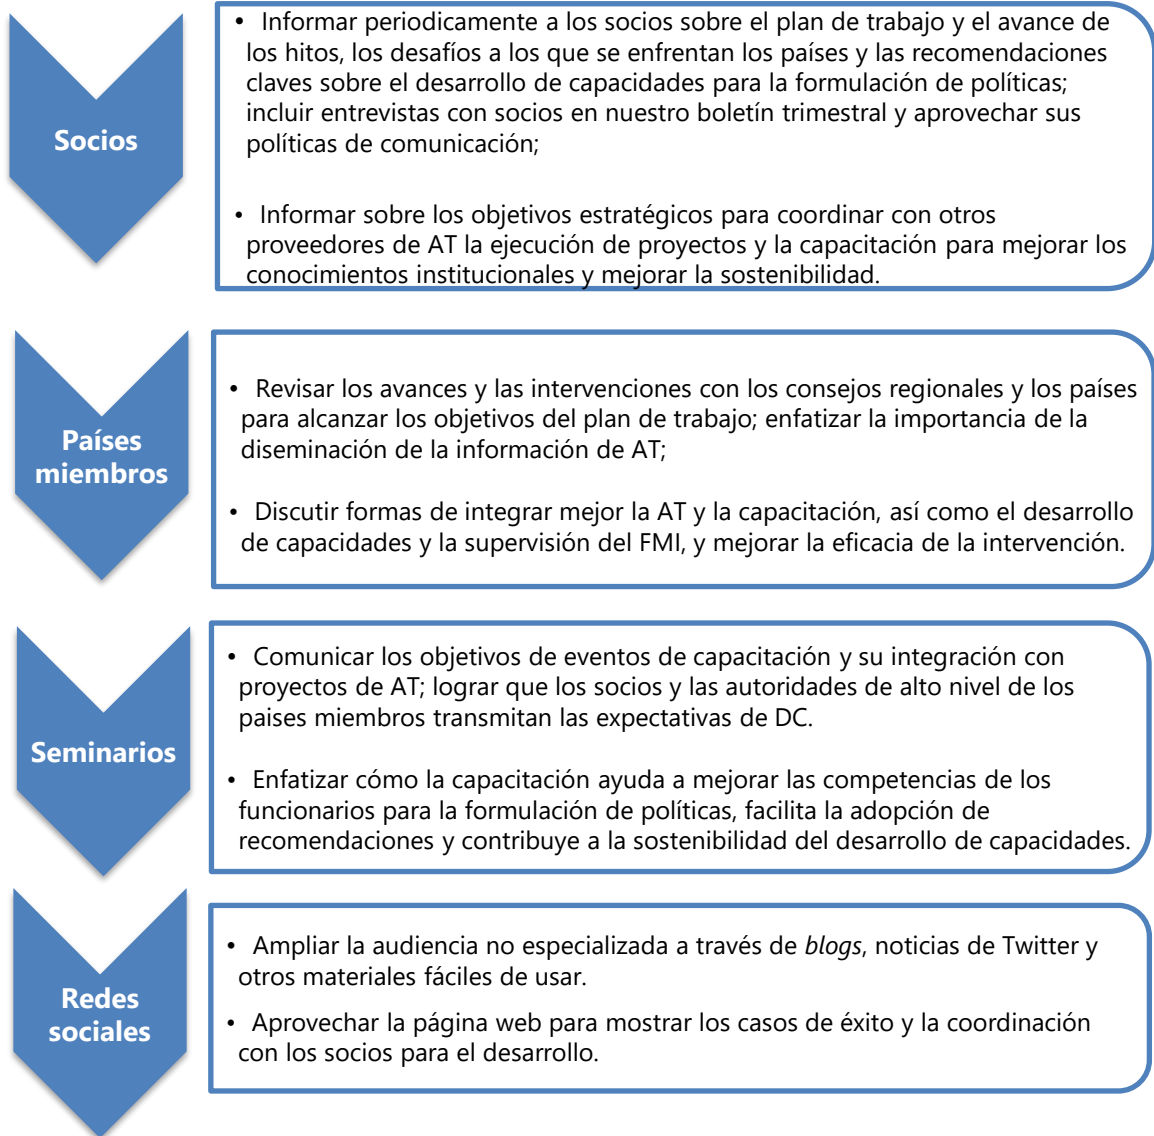 Socios
• Informar periodicamente a los socios sobre el plan de trabajo y el avance de
los hitos, los desafíos a los que se enfrentan los países y las recomendaciones
claves sobre el desarrollo de capacidades para la formulación de políticas;
incluir entrevistas con socios en nuestro boletín trimestral y aprovechar sus
políticas de comunicación;
• Informar sobre los objetivos estratégicos para coordinar con otros
proveedores de AT la ejecución de proyectos y la capacitación para mejorar los
conocimientos institucionales y mejorar la sostenibilidad.
Países
miembros
• Revisar los avances y las intervenciones con los consejos regionales y los países
para alcanzar los objetivos del plan de trabajo; enfatizar la importancia de la
diseminación de la información de AT;
• Discutir formas de integrar mejor la AT y la capacitación, así como el desarrollo
de capacidades y la supervisión del FMI, y mejorar la eficacia de la intervención.
Seminarios
• Comunicar los objetivos de eventos de capacitación y su integración con
proyectos de AT; lograr que los socios y las autoridades de alto nivel de los
paises miembros transmitan las expectativas de DC.
• Enfatizar cómo la capacitación ayuda a mejorar las competencias de los
funcionarios para la formulación de políticas, facilita la adopción de
recomendaciones y contribuye a la sostenibilidad del desarrollo de capacidades.
Redes
sociales
• Ampliar la audiencia no especializada a través de blogs, noticias de Twitter y
otros materiales fáciles de usar.
• Aprovechar la página web para mostrar los casos de éxito y la coordinación
con los socios para el desarrollo.